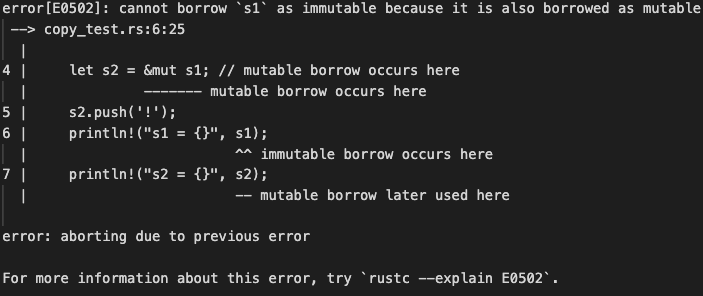 error[E0502]: cannot borrow `s1` as immutable because it is also borrowed as mutable
 --> copy_test.rs:6:25
  |
4 |     let s2 = &mut s1; // mutable borrow occurs here
  |              ------- mutable borrow occurs here
5 |     s2.push('!');
6 |     println!("s1 = {}", s1);
  |                         ^^ immutable borrow occurs here
7 |     println!("s2 = {}", s2);
  |                         -- mutable borrow later used here

error: aborting due to previous error

For more information about this error, try `rustc --explain E0502`.